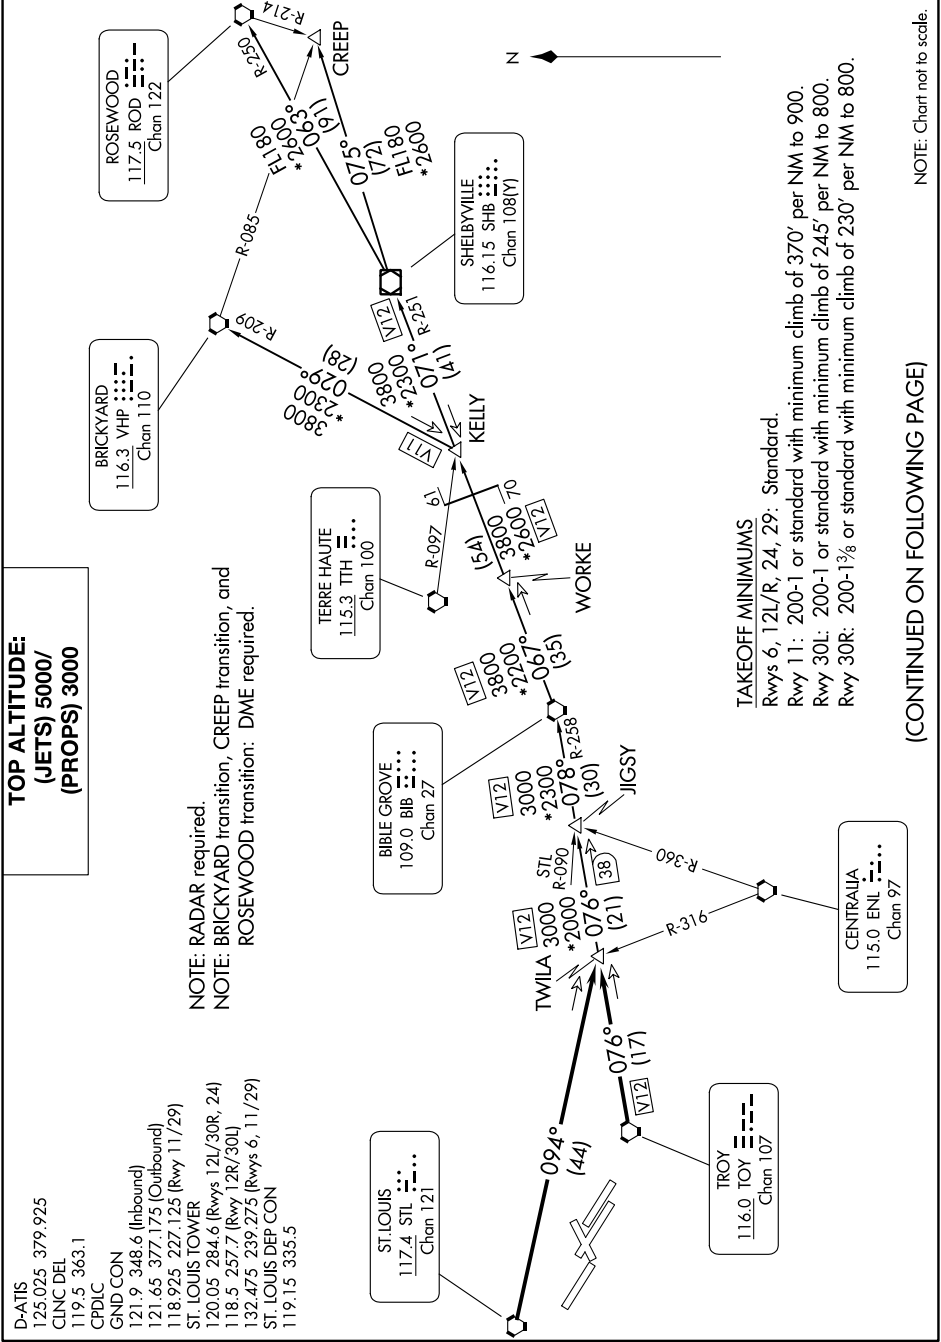 TOP ALTITUDE:
(JETS) 5000/
(PROPS) 3000
D-ATIS
125.025 379.925
CLNC DEL
119.5 363.1
CPDLC
GND CON
121.9 348.6 (Inbound)
121.65 377.175 (Outbound)
118.925 227.125 (Rwy 11/29)
ST. LOUIS TOWER
120.05 284.6 (Rwys 12L/30R, 24)
118.5 257.7 (Rwy 12R/30L)
132.475 239.275 (Rwys 6, 11/29)
ST. LOUIS DEP CON
119.15 335.5
NOTE: RADAR required.
NOTE: BRICKYARD transition, CREEP transition, and
ROSEWOOD transition: DME required.
ST. LOUIS
117.4 STL
Chan 121
094°
(44)
TROY
116.0 TOY
Chan 107
V12
076°
(17)
TWILA
V12
3000
*2000
076°
(21)
STL
R-090
38
R-316
R-360
CENTRALIA
115.0 ENL
Chan 97
JIGSY
V12
3000
*2300
078°
(30)
R-258
BIBLE GROVE
109.0 BIB
Chan 27
V12
3800
*2200
067°
(35)
WORKE
(54)
3800
*2600
V12
61
70
TERRE HAUTE
115.3 TTH
Chan 100
R-097
KELLY
V11
3800
*2300
029°
(28)
R-209
BRICKYARD
116.3 VHP
Chan 110
R-085
V12
3800
*2300
071°
(41)
R-251
SHELBYVILLE
116.15 SHB
Chan 108(Y)
FL180
*2600
063°
(91)
R-250
075°
(72)
FL180
*2600
ROSEWOOD
117.5 ROD
Chan 122
R-214
CREEP
N
TAKEOFF MINIMUMS
Rwys 6, 12L/R, 24, 29: Standard.
Rwy 11: 200-1 or standard with minimum climb of 370' per NM to 900.
Rwy 30L: 200-1 or standard with minimum climb of 245' per NM to 800.
Rwy 30R: 200-1⅜ or standard with minimum climb of 230' per NM to 800.
(CONTINUED ON FOLLOWING PAGE)
NOTE: Chart not to scale.